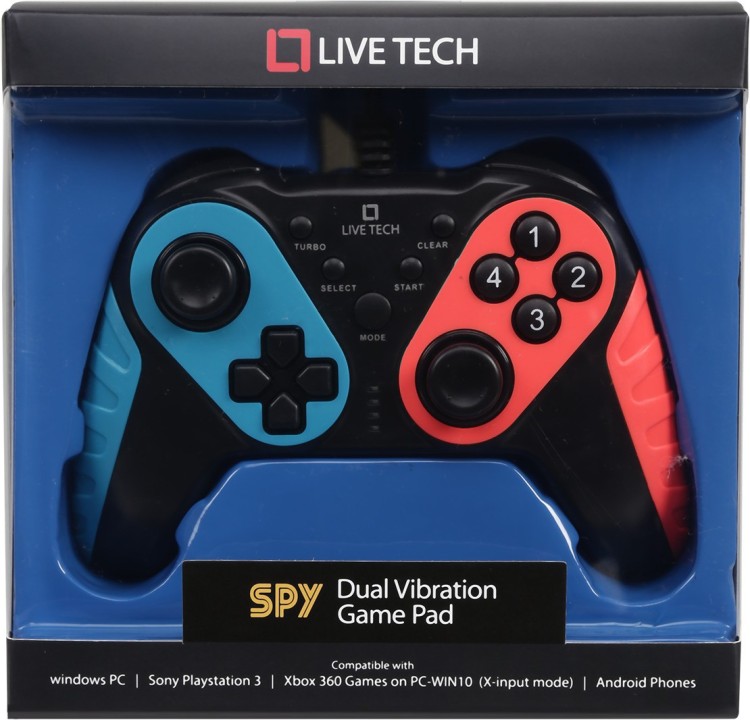 LIVE TECH
LIVE TECH
TURBO
CLEAR
SELECT
START
MODE
1
4
2
3
SPY Dual Vibration
Game Pad
Compatible with
windows PC | Sony Playstation 3 | Xbox 360 Games on PC-WIN10 (X-input mode) | Android Phones